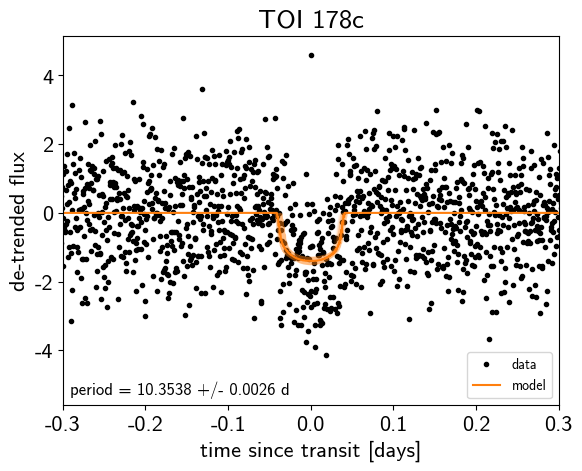 TOI 178c
de-trended flux
4
2
0
-2
-4
data
model
period = 10.3538 +/- 0.0026 d
-0.3 -0.2 -0.1 0.0 0.1 0.2 0.3
time since transit [days]